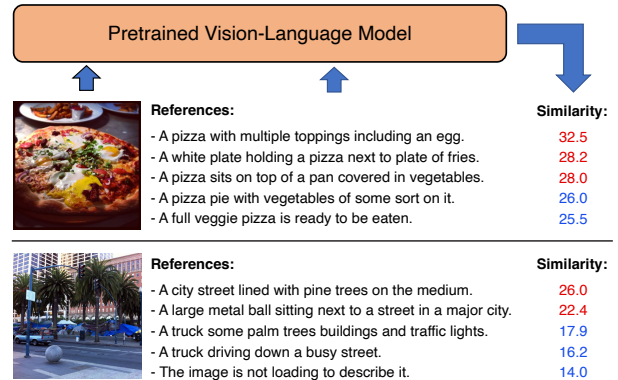 Pretrained Vision-Language Model
References: Similarity:
- A pizza with multiple toppings including an egg. 32.5
- A white plate holding a pizza next to plate of fries. 28.2
- A pizza sits on top of a pan covered in vegetables. 28.0
- A pizza pie with vegetables of some sort on it. 26.0
- A full veggie pizza is ready to be eaten. 25.5
References: Similarity:
- A city street lined with pine trees on the medium. 26.0
- A large metal ball sitting next to a street in a major city. 22.4
- A truck some palm trees buildings and traffic lights. 17.9
- A truck driving down a busy street. 16.2
- The image is not loading to describe it. 14.0